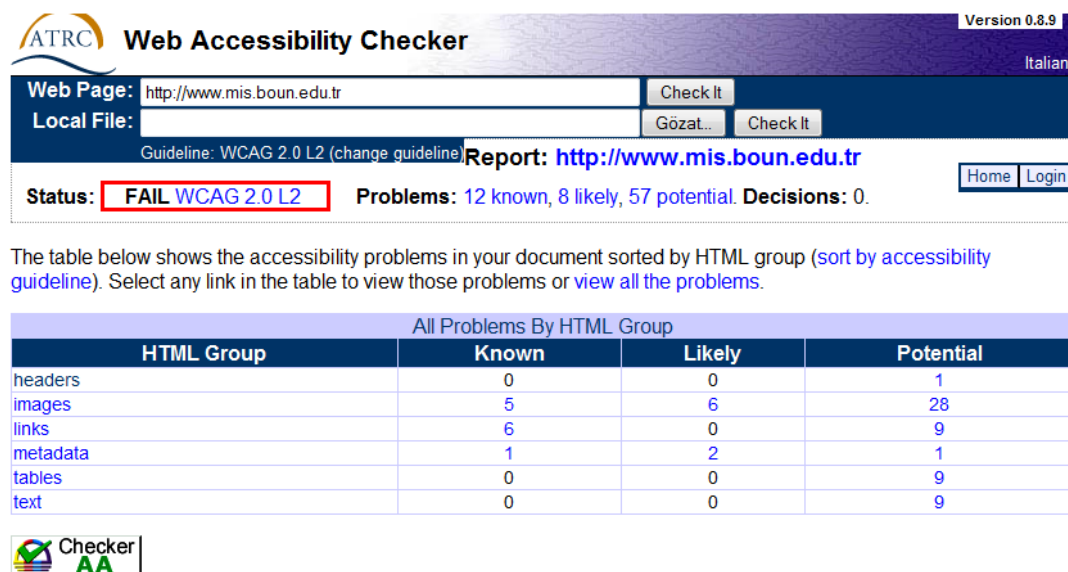 Version 0.8.9
ATRC Web Accessibility Checker
Italian
Web Page: http://www.mis.boun.edu.tr Check It
Local File: Gözat... Check It
Guideline: WCAG 2.0 L2 (change guideline) Report: http://www.mis.boun.edu.tr
Home Login
Status: FAIL WCAG 2.0 L2 Problems: 12 known, 8 likely, 57 potential. Decisions: 0.
The table below shows the accessibility problems in your document sorted by HTML group (sort by accessibility
guideline). Select any link in the table to view those problems or view all the problems.
All Problems By HTML Group
HTML Group Known Likely Potential
headers 0 0 1
images 5 6 28
links 6 0 9
metadata 1 2 1
tables 0 0 9
text 0 0 9
Checker
AA